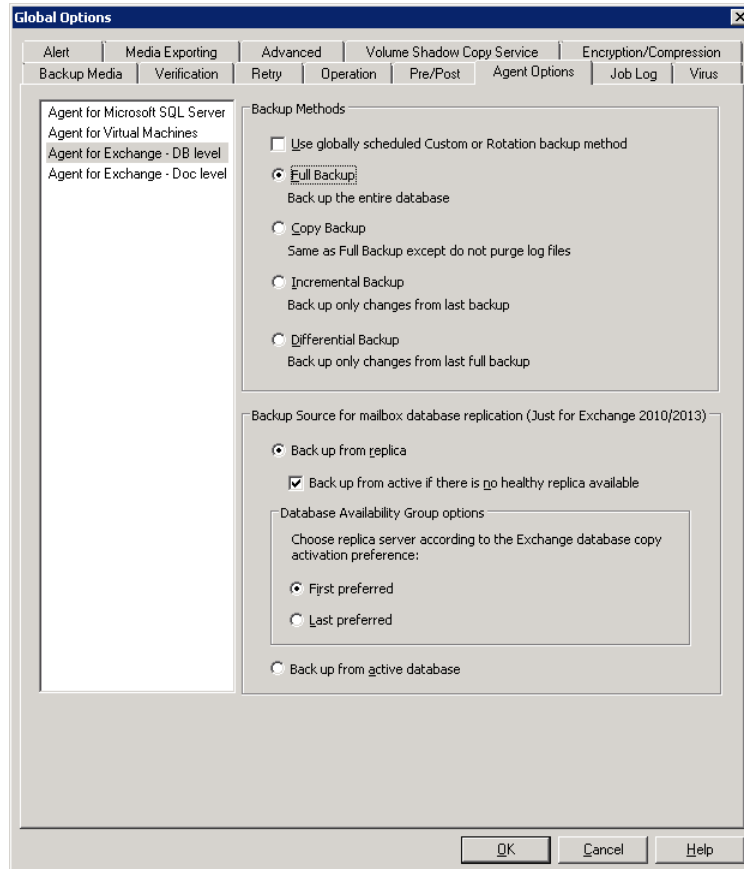 Global Options
Alert
Media Exporting
Advanced
Volume Shadow Copy Service
Encryption/Compression
Backup Media
Verification
Retry
Operation
Pre/Post
Agent Options
Job Log
Virus
Agent for Microsoft SQL Server
Agent for Virtual Machines
Agent for Exchange - DB level
Agent for Exchange - Doc level
Backup Methods
Use globally scheduled Custom or Rotation backup method
Full Backup
Back up the entire database
Copy Backup
Same as Full Backup except do not purge log files
Incremental Backup
Back up only changes from last backup
Differential Backup
Back up only changes from last full backup
Backup Source for mailbox database replication (Just for Exchange 2010/2013)
Back up from replica
Back up from active if there is no healthy replica available
Database Availability Group options
Choose replica server according to the Exchange database copy
activation preference:
First preferred
Last preferred
Back up from active database
OK
Cancel
Help